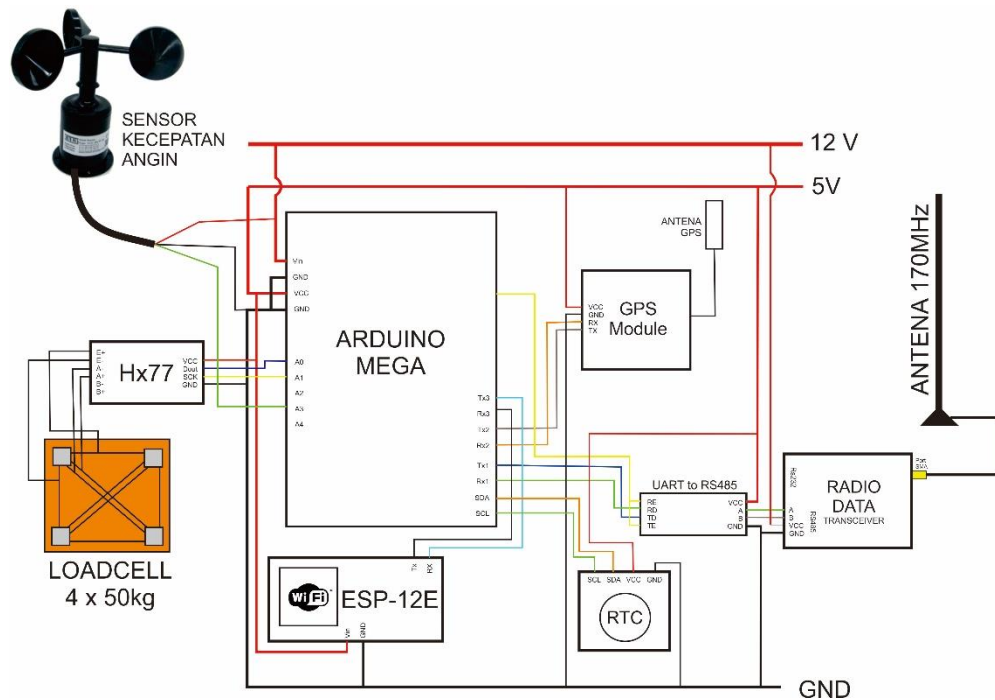 SENSOR
KECEPATAN
ANGIN
12 V
5V
ANTENA
GPS
ANTENA 170MHz
Vin
GND
VCC
GND
ARDUINO
MEGA
A0
A1
A2
A3
A4
Tx3
Rx3
Tx2
Rx2
Tx1
Rx1
SDA
SCL
VCC
GND
RX
TX
GPS
Module
E+
E-
A-
A+
B-
B+
Hx77
VCC
Dout
SCK
GND
LOADCELL
4 x 50kg
UART to RS485
RE
RD
TD
TE
VCC
A
B
GND
Rs232
RS485
A
B
VCC
GND
RADIO
DATA
TRANSCEIVER
Port
SMA
Tx
RX
WiFi
ESP-12E
Vin
GND
SCL SDA VCC GND
RTC
GND